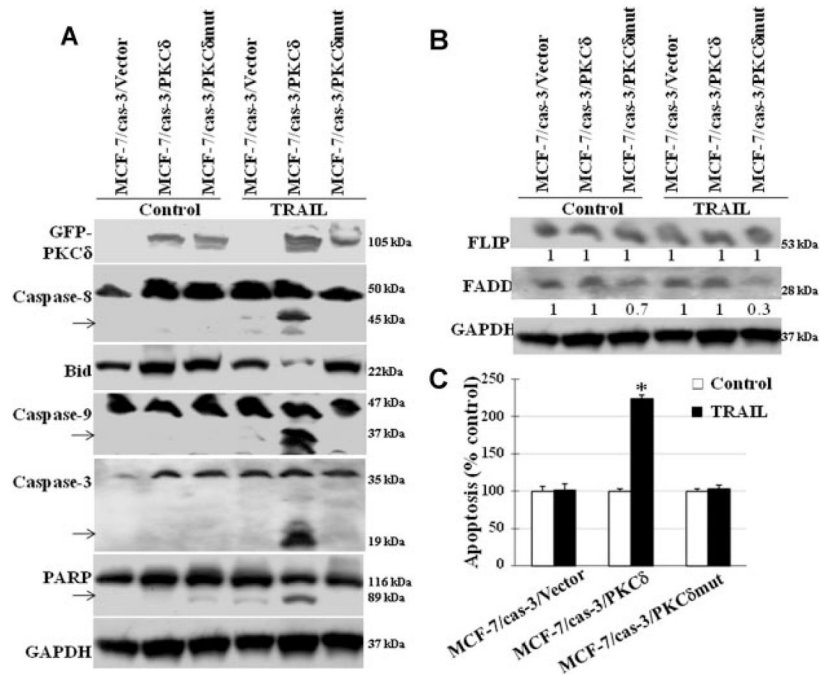 A
MCF-7/cas-3/Vector
MCF-7/cas-3/PKCδ
MCF-7/cas-3/PKCδmut
MCF-7/cas-3/Vector
MCF-7/cas-3/PKCδ
MCF-7/cas-3/PKCδmut
Control TRAIL
GFP-
PKCδ
105 kDa
Caspase-8
50 kDa
45 kDa
Bid
22kDa
Caspase-9
47 kDa
37 kDa
Caspase-3
35 kDa
19 kDa
PARP
116 kDa
89 kDa
GAPDH
37 kDa
B
MCF-7/cas-3/Vector
MCF-7/cas-3/PKCδ
MCF-7/cas-3/PKCδmut
MCF-7/cas-3/Vector
MCF-7/cas-3/PKCδ
MCF-7/cas-3/PKCδmut
Control TRAIL
FLIP
53 kDa
1 1 1 1 1 1
FADD
28 kDa
1 1 0.7 1 1 0.3
GAPDH
37 kDa
C
Apoptosis (% control)
250
200
150
100
50
0
*
Control
TRAIL
MCF-7/cas-3/Vector
MCF-7/cas-3/PKCδ
MCF-7/cas-3/PKCδmut